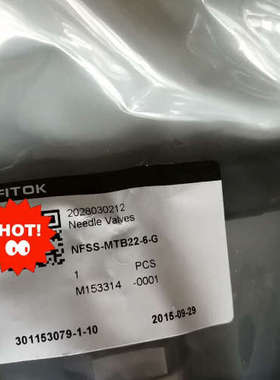 FITOK
2028030212
Needle Valves
HOT!
NFSS-MTB22-6-G
1 PCS
M153314 -0001
301153079-1-10 2015-09-29